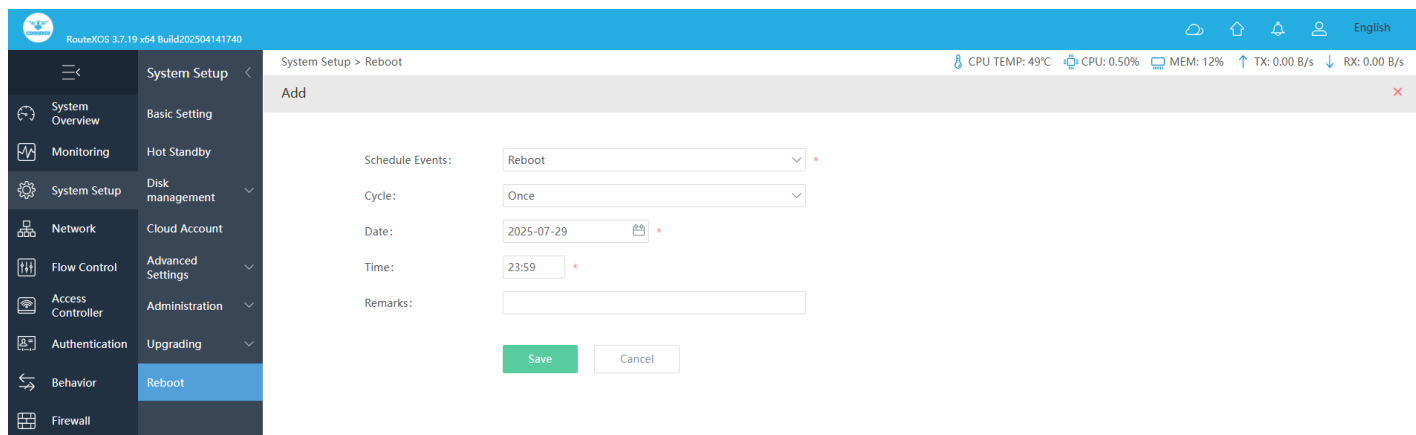 RouteXOS 3.7.19 x64 Build202504141740
English
System Setup
System Setup > Reboot
CPU TEMP: 49℃
CPU: 0.50%
MEM: 12%
TX: 0.00 B/s
RX: 0.00 B/s
Add
System
Overview
Monitoring
System Setup
Network
Flow Control
Access
Controller
Authentication
Behavior
Firewall
Basic Setting
Hot Standby
Disk
management
Cloud Account
Advanced
Settings
Administration
Upgrading
Reboot
Schedule Events: Reboot *
Cycle: Once
Date: 2025-07-29 *
Time: 23:59 *
Remarks:
Save
Cancel